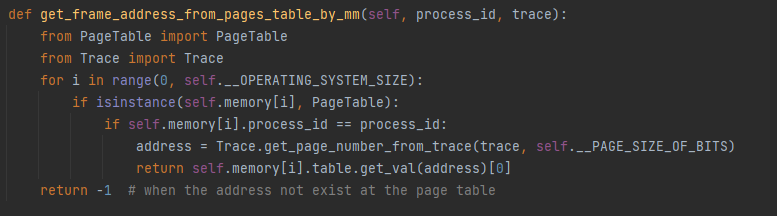 def get_frame_address_from_pages_table_by_mm(self, process_id, trace):
    from PageTable import PageTable
    from Trace import Trace
    for i in range(0, self.__OPERATING_SYSTEM_SIZE):
        if isinstance(self.memory[i], PageTable):
            if self.memory[i].process_id == process_id:
                address = Trace.get_page_number_from_trace(trace, self.__PAGE_SIZE_OF_BITS)
                return self.memory[i].table.get_val(address)[0]
    return -1  # when the address not exist at the page table